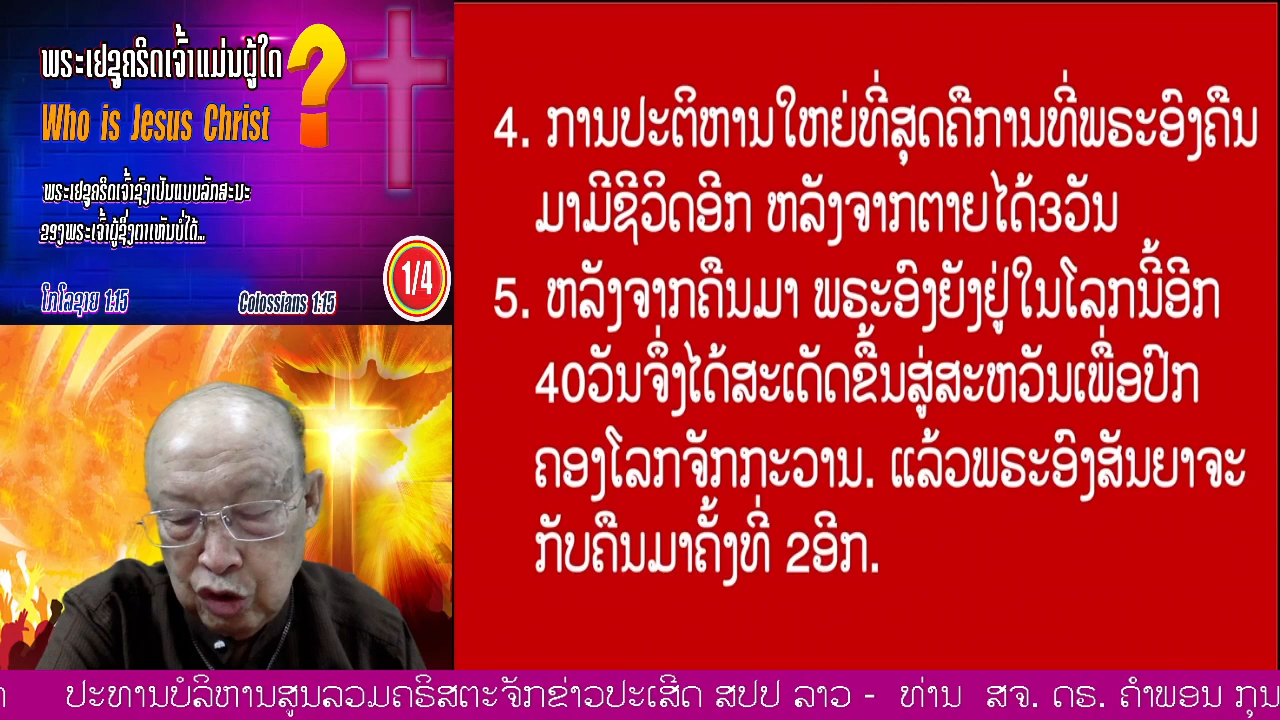 ພຣະເຢຊູຄຣິດເຈົ້າແມ່ນຜູ້ໃດ
?
Who is Jesus Christ
ພຣະເຢຊູຄຣິດເຈົ້າຊົງເປັນແບບລັກສະນະ
ຂອງພຣະເຈົ້າຜູ້ຊຶ່ງຕາເຫັນບໍ່ໄດ້...
ໂກໂລຊາຍ 1:15 Colossians 1:15
1/4
4. ການປະຕິຫານໃຫຍ່ທີ່ສຸດຄືການທີ່ພຣະອົງຄືນ
ມາມີຊີວິດອີກ ຫລັງຈາກຕາຍໄດ້3ວັນ
5. ຫລັງຈາກຄືນມາ ພຣະອົງຍັງຢູ່ໃນໂລກນີ້ອີກ
40ວັນຈຶ່ງໄດ້ສະເດັດຂຶ້ນສູ່ສະຫວັນເພື່ອປົກ
ຄອງໂລກຈັກກະວານ. ແລ້ວພຣະອົງສັນຍາຈະ
ກັບຄືນມາຄັ້ງທີ່ 2ອີກ.
ປະທານບໍລິຫານສູນລວມຄຣິສຕະຈັກຂ່າວປະເສີດ ສປປ ລາວ - ທ່ານ ສຈ. ດຣ. ຄຳພອນ ກຸນ